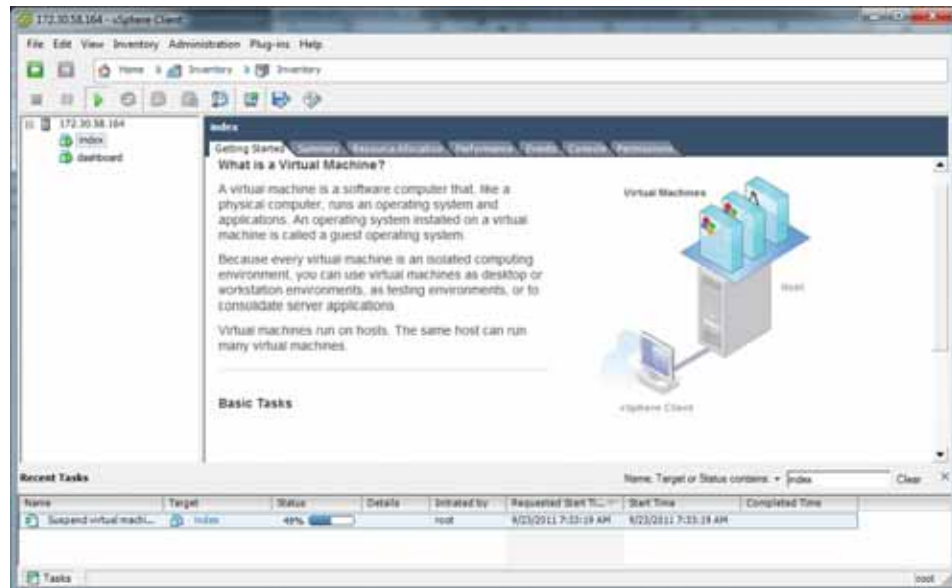 172.30.58.164 - vSphere Client
File Edit View Inventory Administration Plug-ins Help
Home Inventory Inventory
172.30.58.164
index
dashboard
index
Getting Started Summary Resource Allocation Performance Events Console Permissions
What is a Virtual Machine?
A virtual machine is a software computer that, like a
physical computer, runs an operating system and
applications. An operating system installed on a virtual
machine is called a guest operating system.
Because every virtual machine is an isolated computing
environment, you can use virtual machines as desktop or
workstation environments, as testing environments, or to
consolidate server applications.
Virtual machines run on hosts. The same host can run
many virtual machines.
Basic Tasks
Virtual Machines
Host
vSphere Client
Recent Tasks
Name, Target or Status contains: index Clear
Name Target Status Details Initiated by Requested Start Ti... Start Time Completed Time
Suspend virtual machi... index 49% root 9/23/2011 7:33:19 AM 9/23/2011 7:33:19 AM
Tasks root